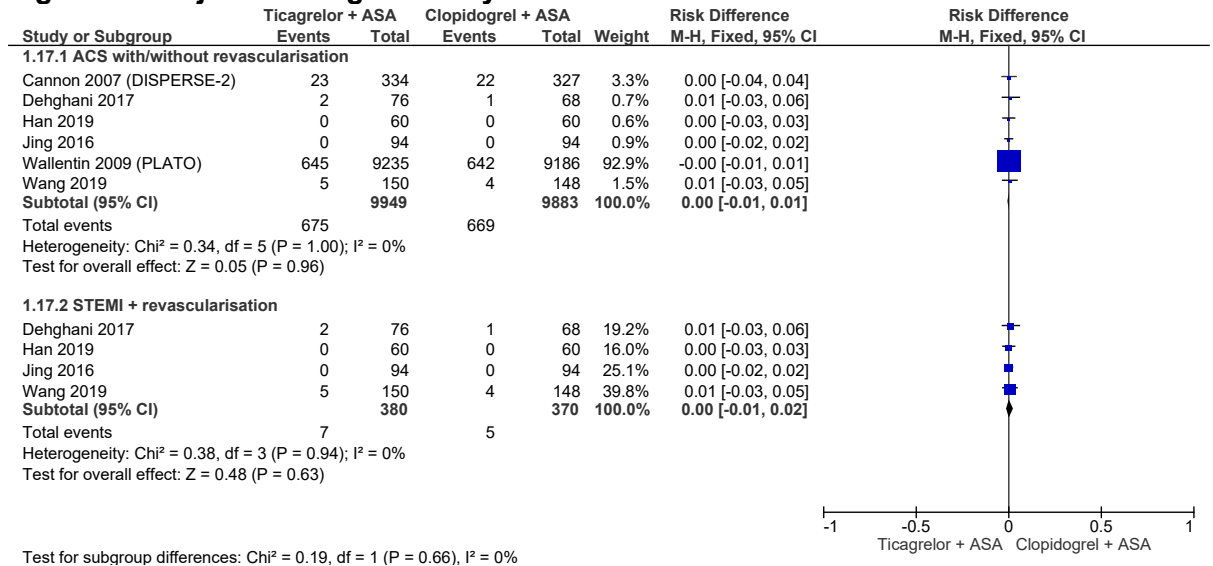 Ticagrelor + ASA Clopidogrel + ASA Risk Difference Risk Difference
Study or Subgroup Events Total Events Total Weight M-H, Fixed, 95% CI M-H, Fixed, 95% CI
1.17.1 ACS with/without revascularisation
Cannon 2007 (DISPERSE-2) 23 334 22 327 3.3% 0.00 [-0.04, 0.04]
Dehghani 2017 2 76 1 68 0.7% 0.01 [-0.03, 0.06]
Han 2019 0 60 0 60 0.6% 0.00 [-0.03, 0.03]
Jing 2016 0 94 0 94 0.9% 0.00 [-0.02, 0.02]
Wallentin 2009 (PLATO) 645 9235 642 9186 92.9% -0.00 [-0.01, 0.01]
Wang 2019 5 150 4 148 1.5% 0.01 [-0.03, 0.05]
Subtotal (95% CI) 9949 9883 100.0% 0.00 [-0.01, 0.01]
Total events 675 669
Heterogeneity: Chi² = 0.34, df = 5 (P = 1.00); I² = 0%
Test for overall effect: Z = 0.05 (P = 0.96)
1.17.2 STEMI + revascularisation
Dehghani 2017 2 76 1 68 19.2% 0.01 [-0.03, 0.06]
Han 2019 0 60 0 60 16.0% 0.00 [-0.03, 0.03]
Jing 2016 0 94 0 94 25.1% 0.00 [-0.02, 0.02]
Wang 2019 5 150 4 148 39.8% 0.01 [-0.03, 0.05]
Subtotal (95% CI) 380 370 100.0% 0.00 [-0.01, 0.02]
Total events 7 5
Heterogeneity: Chi² = 0.38, df = 3 (P = 0.94); I² = 0%
Test for overall effect: Z = 0.48 (P = 0.63)
-1 -0.5 0 0.5 1
Ticagrelor + ASA Clopidogrel + ASA
Test for subgroup differences: Chi² = 0.19, df = 1 (P = 0.66), I² = 0%